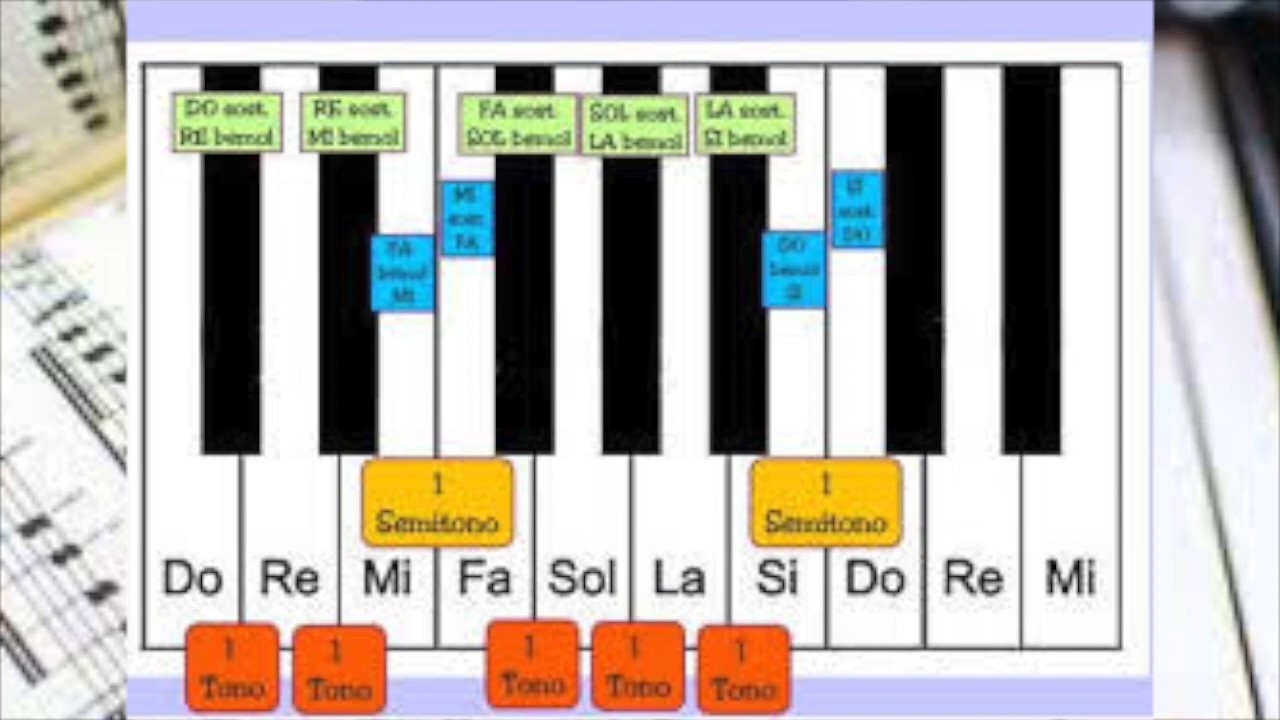 DO sost.
RE bemol
RE sost.
MI bemol
FA sost.
SOL bemol
SOL sost.
LA bemol
LA sost.
SI bemol
MI
sost.
FA
FA
bemol
MI
SI
sost.
DO
DO
bemol
SI
1
Semitono
1
Semitono
Do Re Mi Fa Sol La Si Do Re Mi
1
Tono
1
Tono
1
Tono
1
Tono
1
Tono